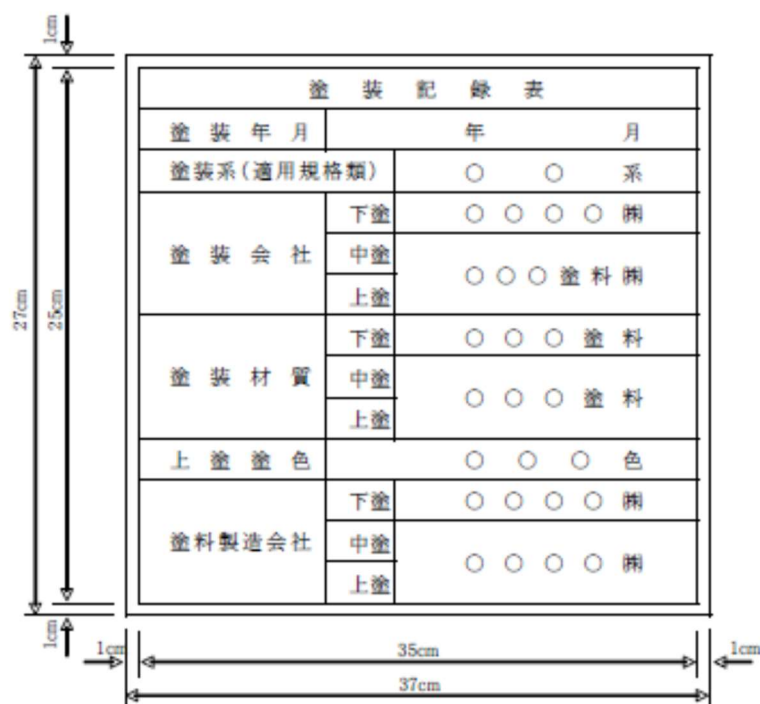 1cm
塗装記録表
塗装年月 年 月
塗装系(適用規格類) ○ ○ 系
塗装会社 下塗 ○○○○㈱
中塗 ○○○塗料㈱
上塗
塗装材質 下塗 ○○○塗料
中塗 ○○○塗料
上塗
上塗塗色 ○○○色
塗料製造会社 下塗 ○○○○㈱
中塗 ○○○○㈱
上塗
27cm
25cm
1cm
1cm
35cm
1cm
37cm